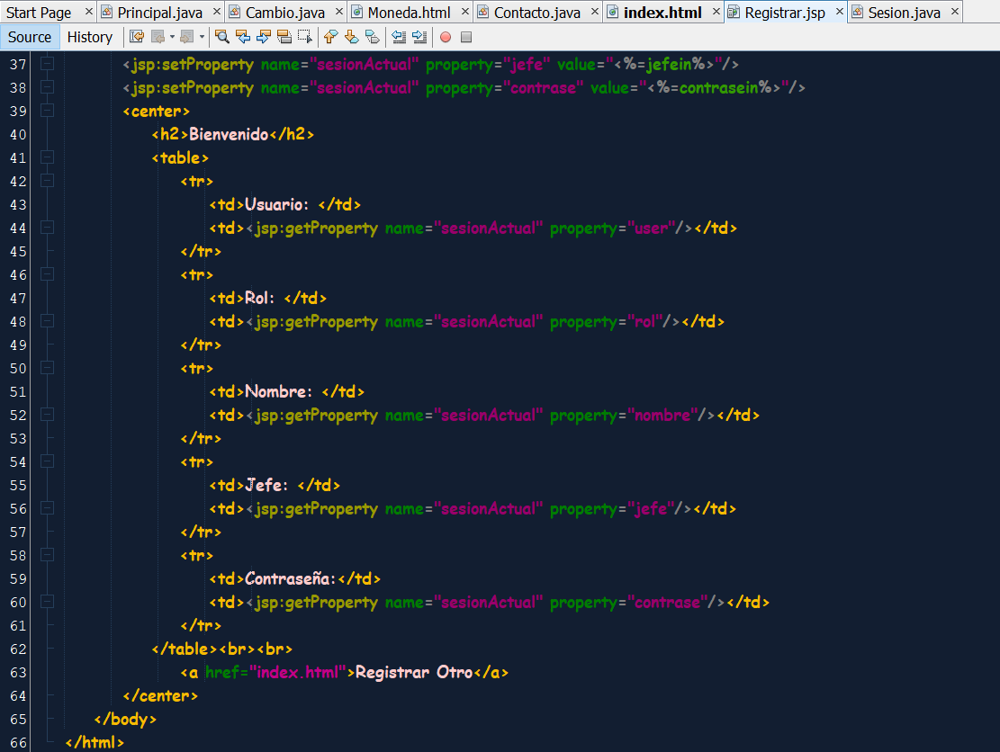 Start Page Principal.java Cambio.java Moneda.html Contacto.java index.html Registrar.jsp Sesion.java
Source History
37 <jsp:setProperty name="sesionActual" property="jefe" value="<%=jefein%>"/>
38 <jsp:setProperty name="sesionActual" property="contrase" value="<%=contrasein%>"/>
39 <center>
40 <h2>Bienvenido</h2>
41 <table>
42 <tr>
43 <td>Usuario: </td>
44 <td><jsp:getProperty name="sesionActual" property="user"/></td>
45 </tr>
46 <tr>
47 <td>Rol: </td>
48 <td><jsp:getProperty name="sesionActual" property="rol"/></td>
49 </tr>
50 <tr>
51 <td>Nombre: </td>
52 <td><jsp:getProperty name="sesionActual" property="nombre"/></td>
53 </tr>
54 <tr>
55 <td>Jefe: </td>
56 <td><jsp:getProperty name="sesionActual" property="jefe"/></td>
57 </tr>
58 <tr>
59 <td>Contraseña:</td>
60 <td><jsp:getProperty name="sesionActual" property="contrase"/></td>
61 </tr>
62 </table><br><br>
63 <a href="index.html">Registrar Otro</a>
64 </center>
65 </body>
66 </html>